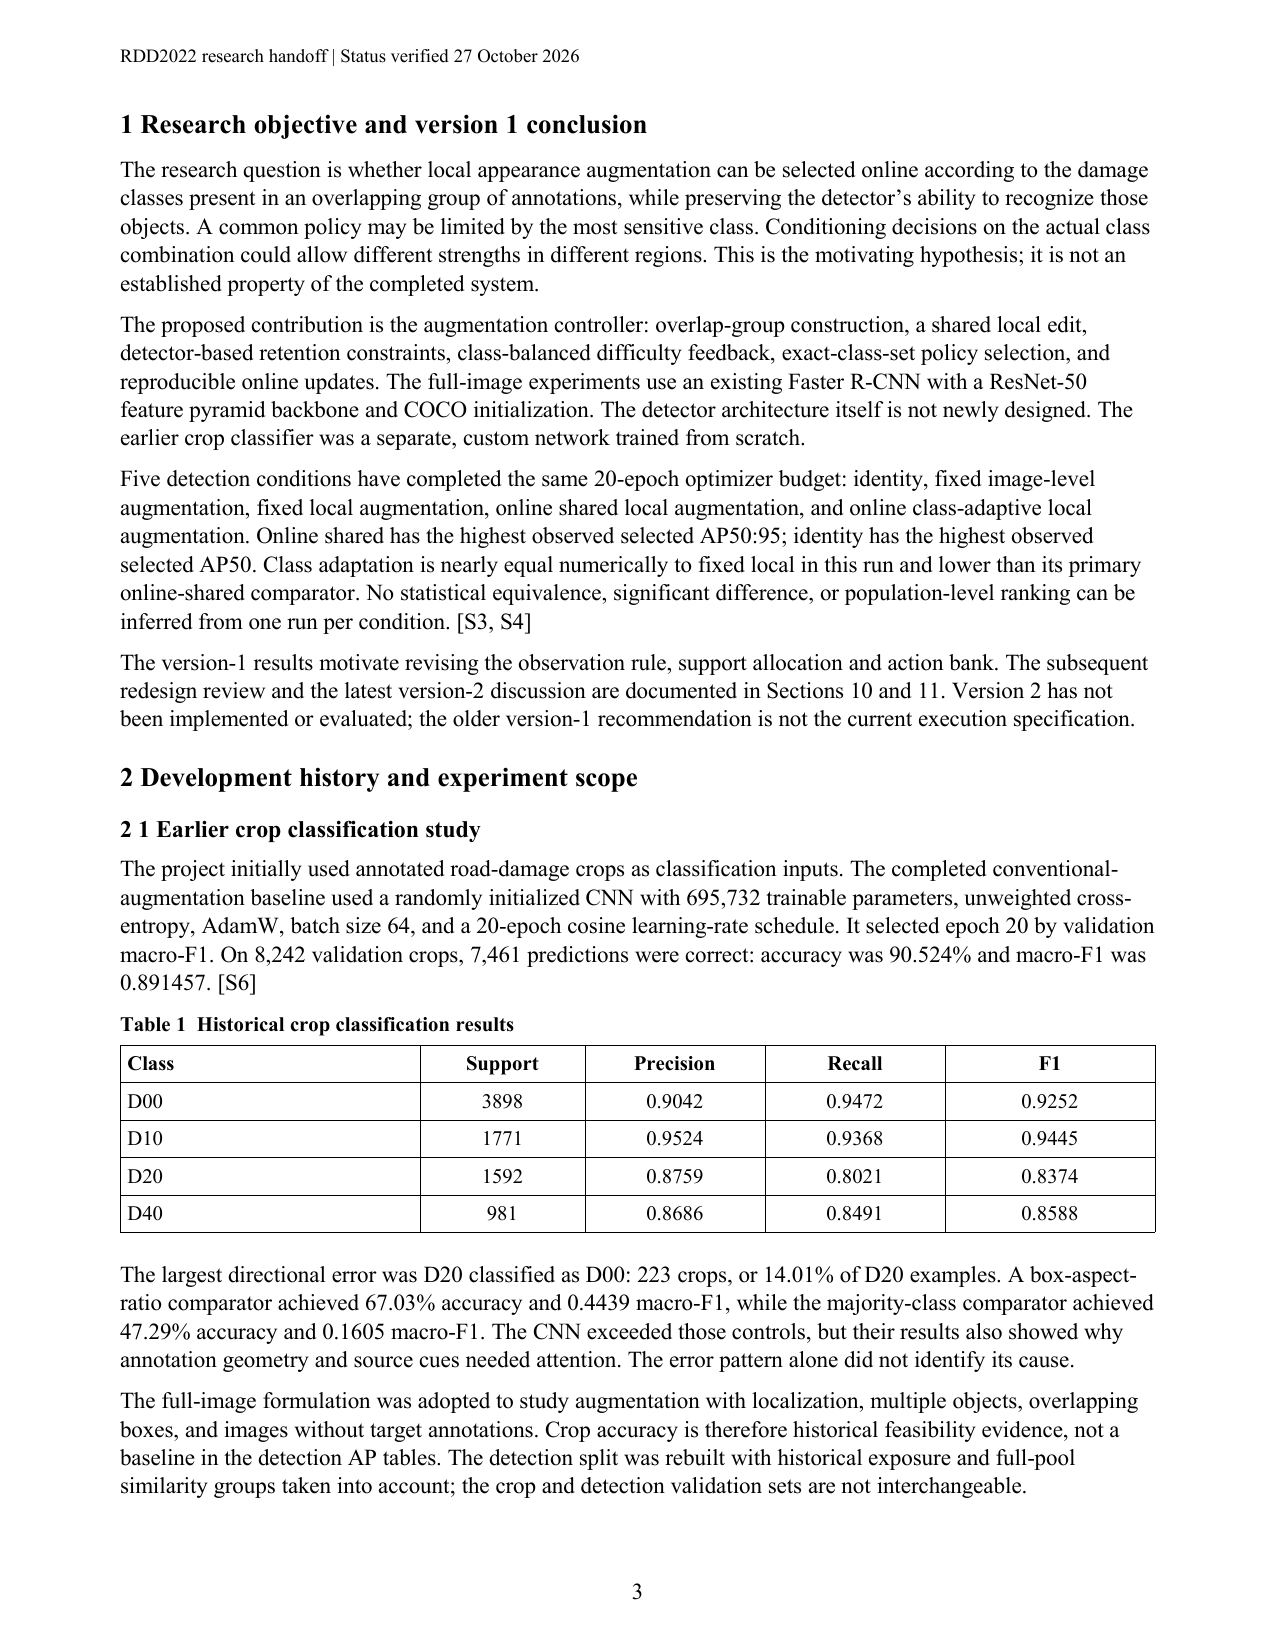 RDD2022 research handoff | Status verified 27 October 2026
1 Research objective and version 1 conclusion
The research question is whether local appearance augmentation can be selected online according to the damage
classes present in an overlapping group of annotations, while preserving the detector’s ability to recognize those
objects. A common policy may be limited by the most sensitive class. Conditioning decisions on the actual class
combination could allow different strengths in different regions. This is the motivating hypothesis; it is not an
established property of the completed system.
The proposed contribution is the augmentation controller: overlap-group construction, a shared local edit,
detector-based retention constraints, class-balanced difficulty feedback, exact-class-set policy selection, and
reproducible online updates. The full-image experiments use an existing Faster R-CNN with a ResNet-50
feature pyramid backbone and COCO initialization. The detector architecture itself is not newly designed. The
earlier crop classifier was a separate, custom network trained from scratch.
Five detection conditions have completed the same 20-epoch optimizer budget: identity, fixed image-level
augmentation, fixed local augmentation, online shared local augmentation, and online class-adaptive local
augmentation. Online shared has the highest observed selected AP50:95; identity has the highest observed
selected AP50. Class adaptation is nearly equal numerically to fixed local in this run and lower than its primary
online-shared comparator. No statistical equivalence, significant difference, or population-level ranking can be
inferred from one run per condition. [S3, S4]
The version-1 results motivate revising the observation rule, support allocation and action bank. The subsequent
redesign review and the latest version-2 discussion are documented in Sections 10 and 11. Version 2 has not
been implemented or evaluated; the older version-1 recommendation is not the current execution specification.
2 Development history and experiment scope
2 1 Earlier crop classification study
The project initially used annotated road-damage crops as classification inputs. The completed conventional-
augmentation baseline used a randomly initialized CNN with 695,732 trainable parameters, unweighted cross-
entropy, AdamW, batch size 64, and a 20-epoch cosine learning-rate schedule. It selected epoch 20 by validation
macro-F1. On 8,242 validation crops, 7,461 predictions were correct: accuracy was 90.524% and macro-F1 was
0.891457. [S6]
Table 1 Historical crop classification results
Class Support Precision Recall F1
D00 3898 0.9042 0.9472 0.9252
D10 1771 0.9524 0.9368 0.9445
D20 1592 0.8759 0.8021 0.8374
D40 981 0.8686 0.8491 0.8588
The largest directional error was D20 classified as D00: 223 crops, or 14.01% of D20 examples. A box-aspect-
ratio comparator achieved 67.03% accuracy and 0.4439 macro-F1, while the majority-class comparator achieved
47.29% accuracy and 0.1605 macro-F1. The CNN exceeded those controls, but their results also showed why
annotation geometry and source cues needed attention. The error pattern alone did not identify its cause.
The full-image formulation was adopted to study augmentation with localization, multiple objects, overlapping
boxes, and images without target annotations. Crop accuracy is therefore historical feasibility evidence, not a
baseline in the detection AP tables. The detection split was rebuilt with historical exposure and full-pool
similarity groups taken into account; the crop and detection validation sets are not interchangeable.
3